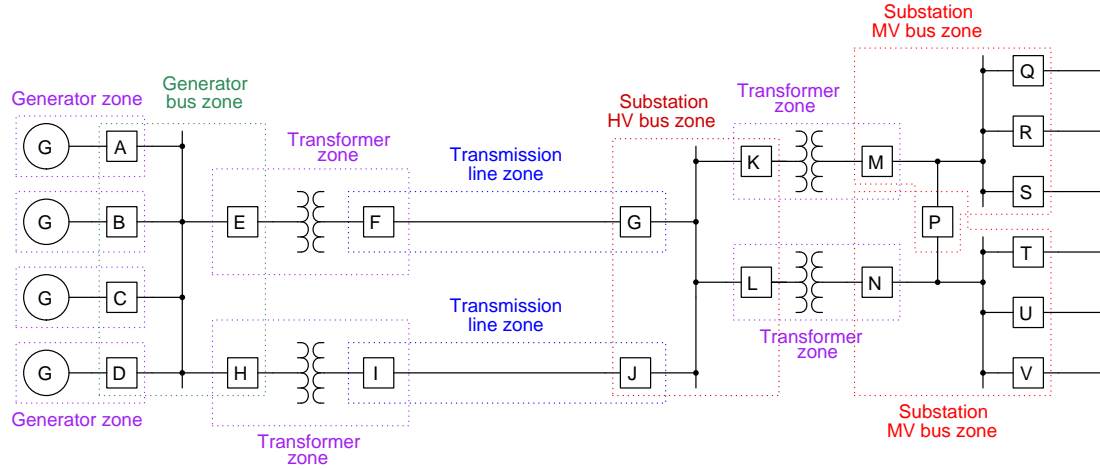 Substation
MV bus zone
Generator
bus zone
Generator zone
Transformer
zone
Substation
HV bus zone
Transformer
zone
Transmission
line zone
Q
G
A
R
K
M
S
G
B
E
F
G
P
T
L
N
G
C
U
Transmission
line zone
Transformer
zone
G
D
H
I
J
V
Generator zone
Transformer
zone
Substation
MV bus zone